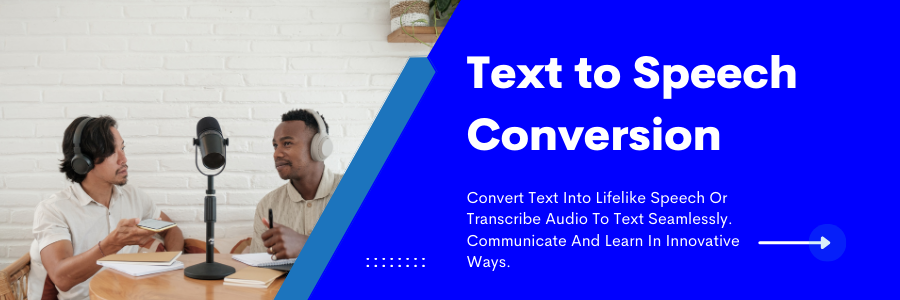 Text to Speech
Conversion
Convert Text Into Lifelike Speech Or
Transcribe Audio To Text Seamlessly.
Communicate And Learn In Innovative
Ways.